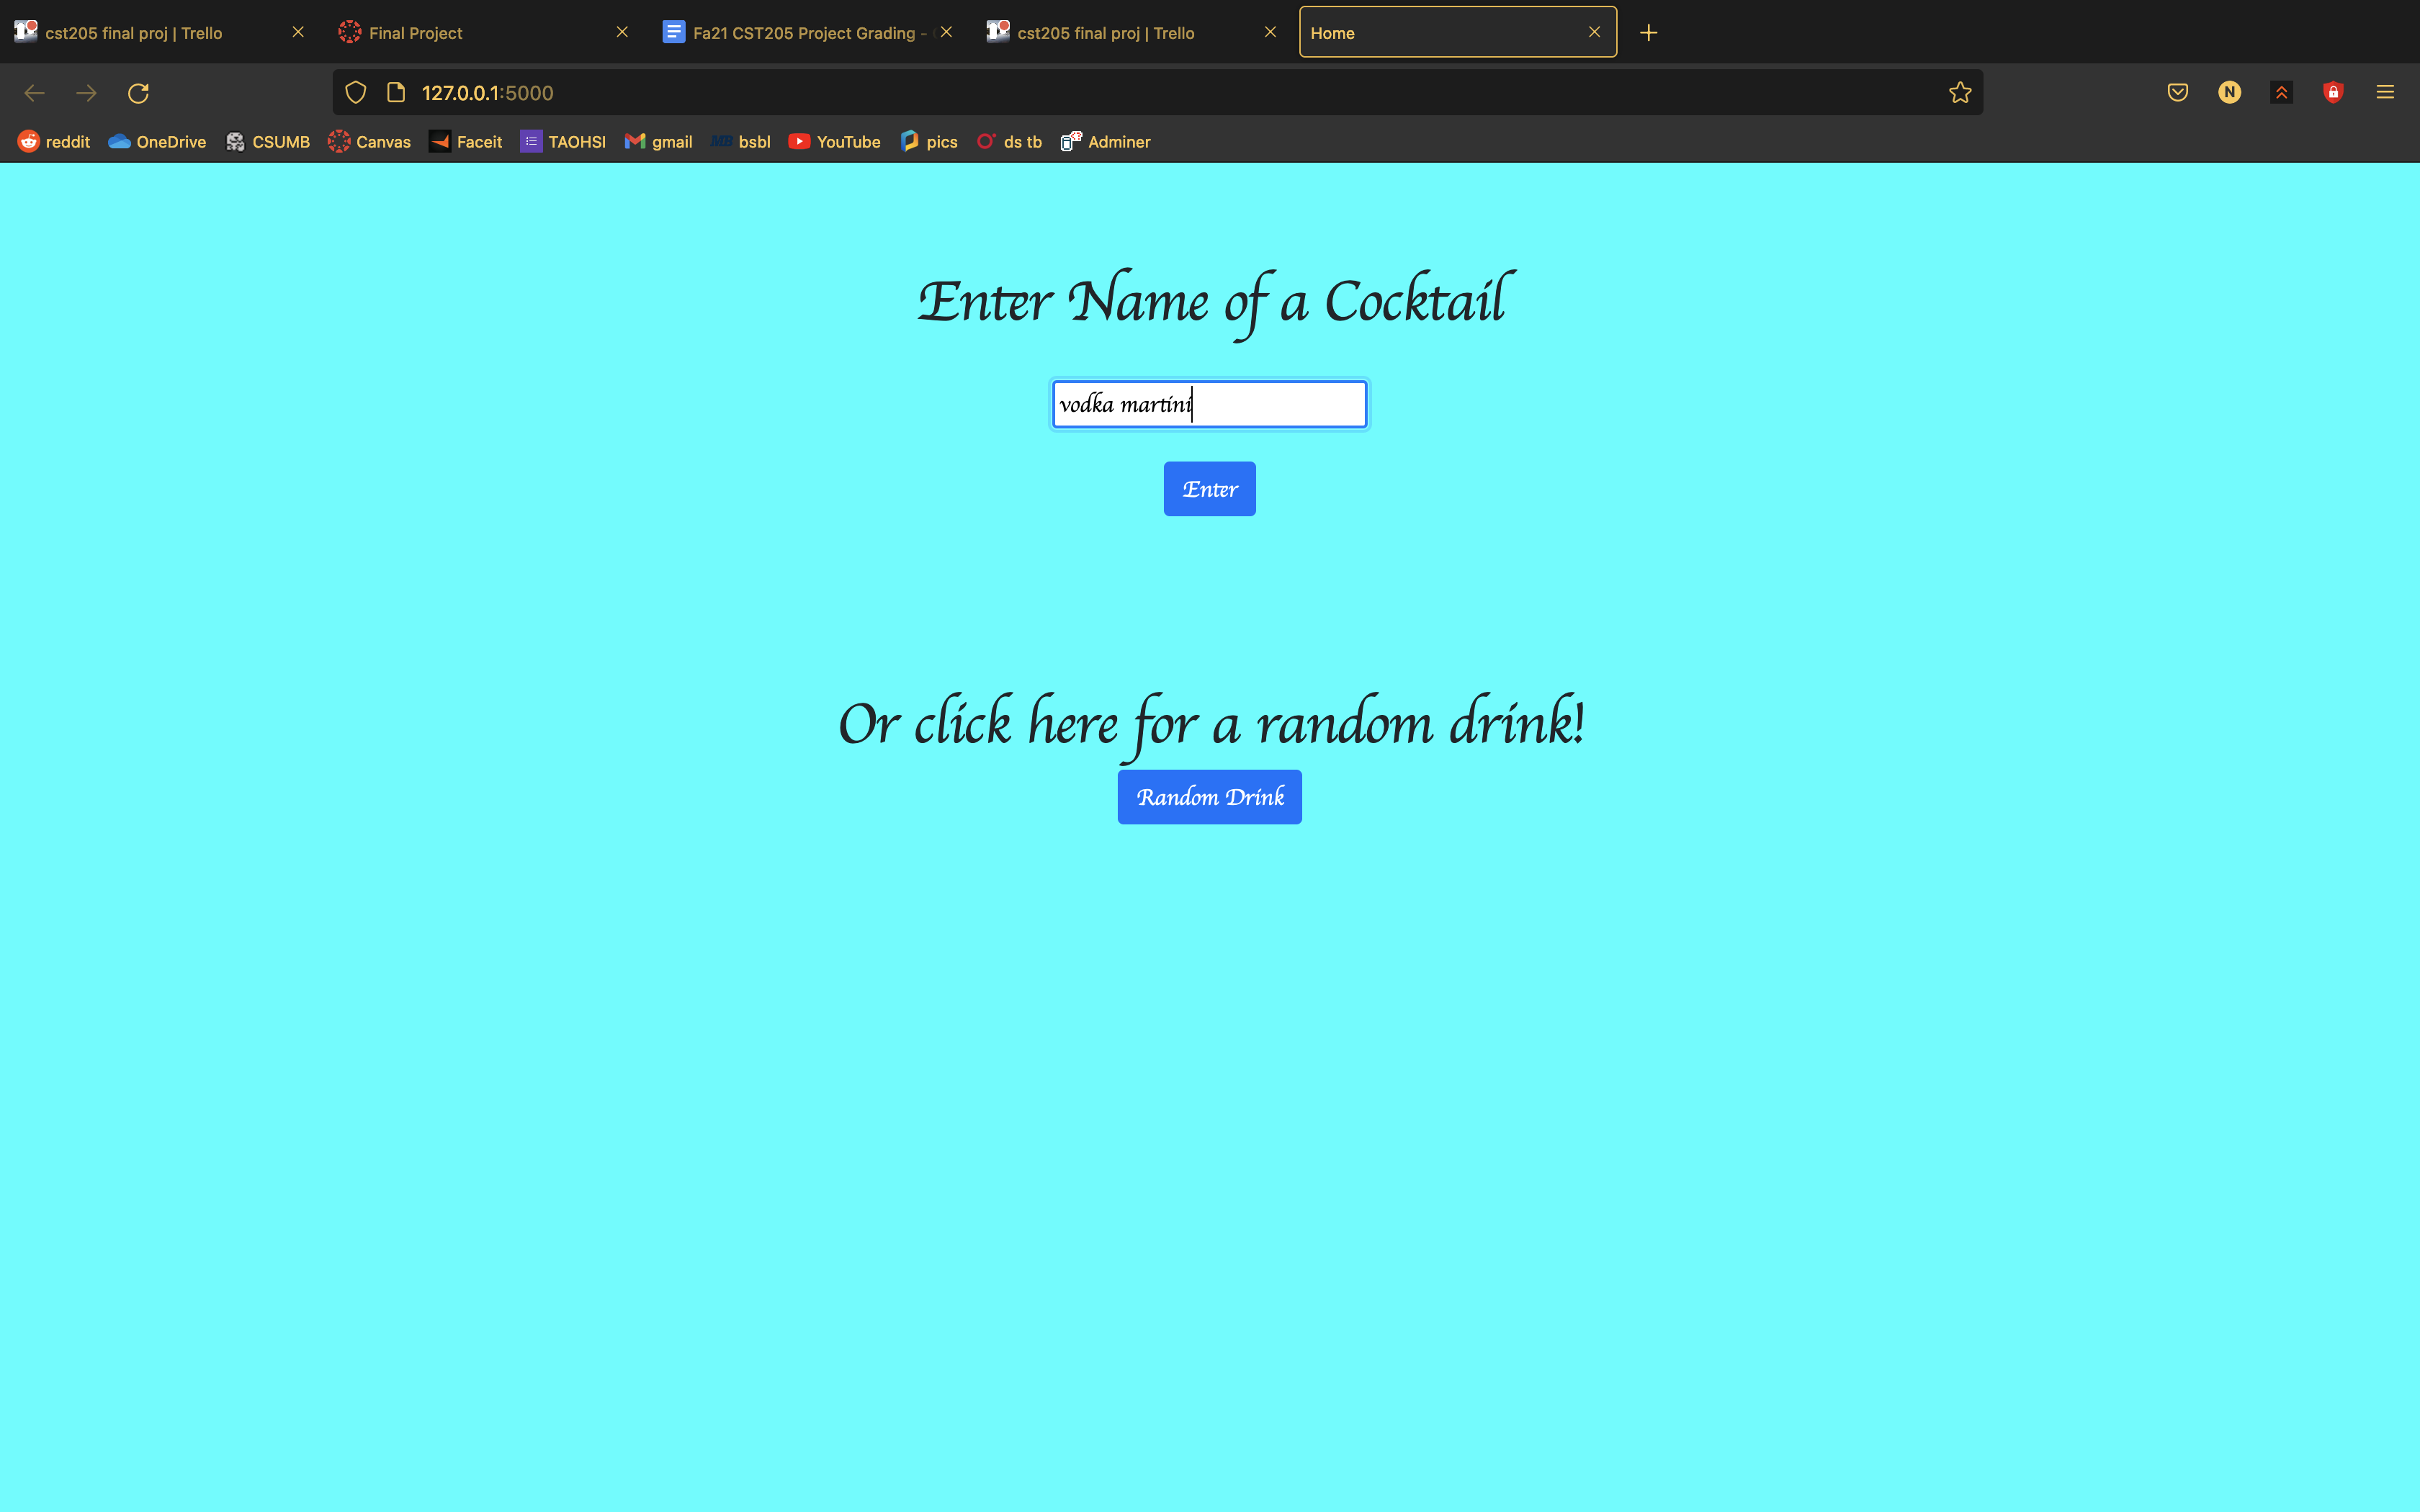 cst205 final proj | Trello
Final Project
Fa21 CST205 Project Grading -
cst205 final proj | Trello
Home
127.0.0.1:5000
N
reddit
OneDrive
CSUMB
Canvas
Faceit
TAOHSI
gmail
MB bsbl
YouTube
pics
ds tb
Adminer
Enter Name of a Cocktail
vodka martini
Enter
Or click here for a random drink!
Random Drink